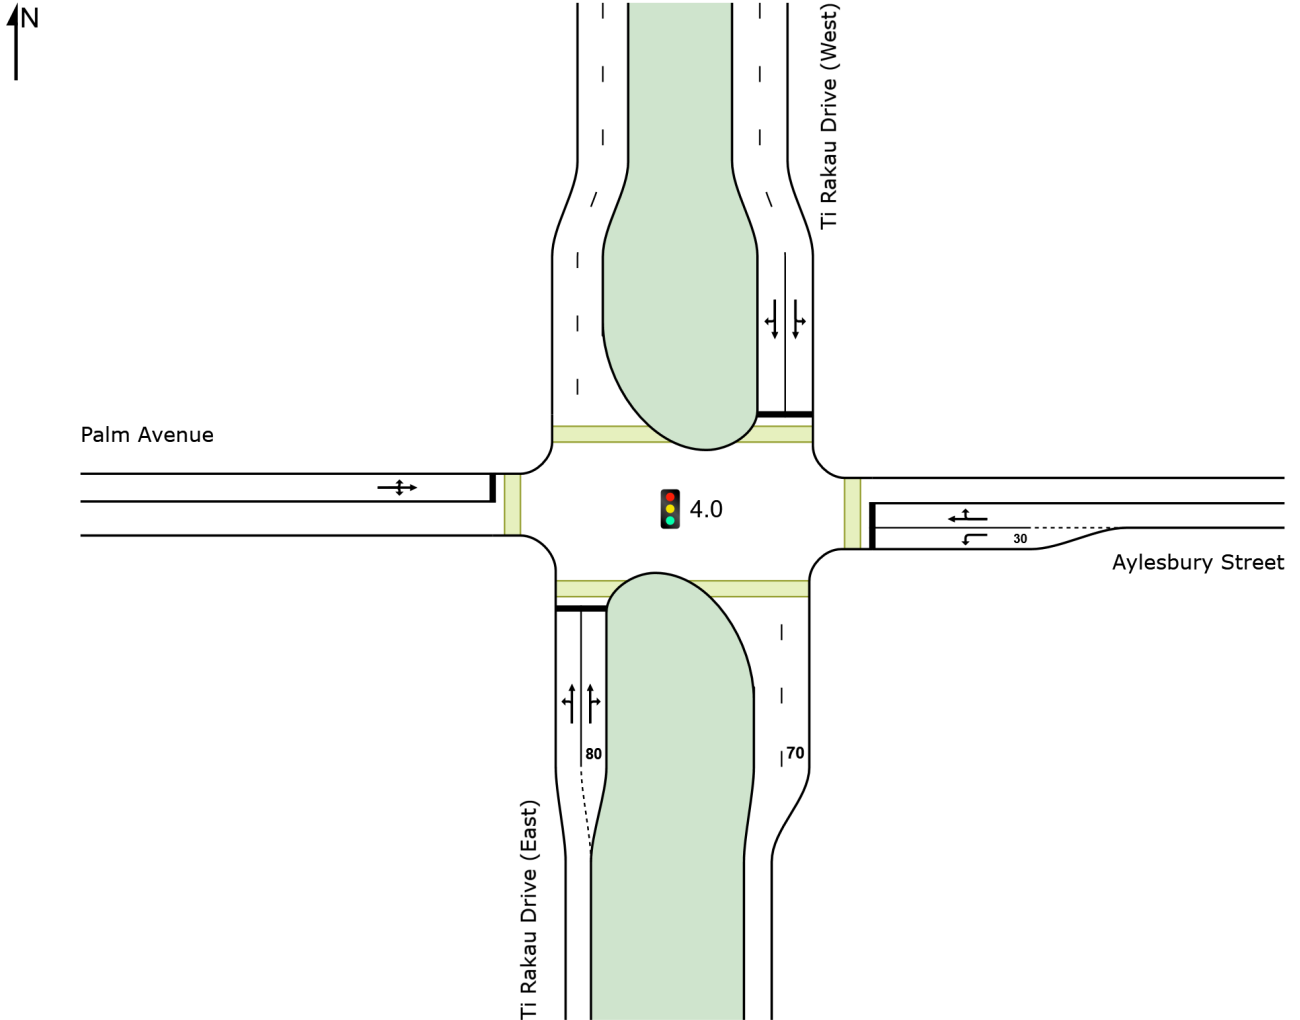 N
Ti Rakau Drive (West)
Palm Avenue
4.0
30
Aylesbury Street
80
70
Ti Rakau Drive (East)